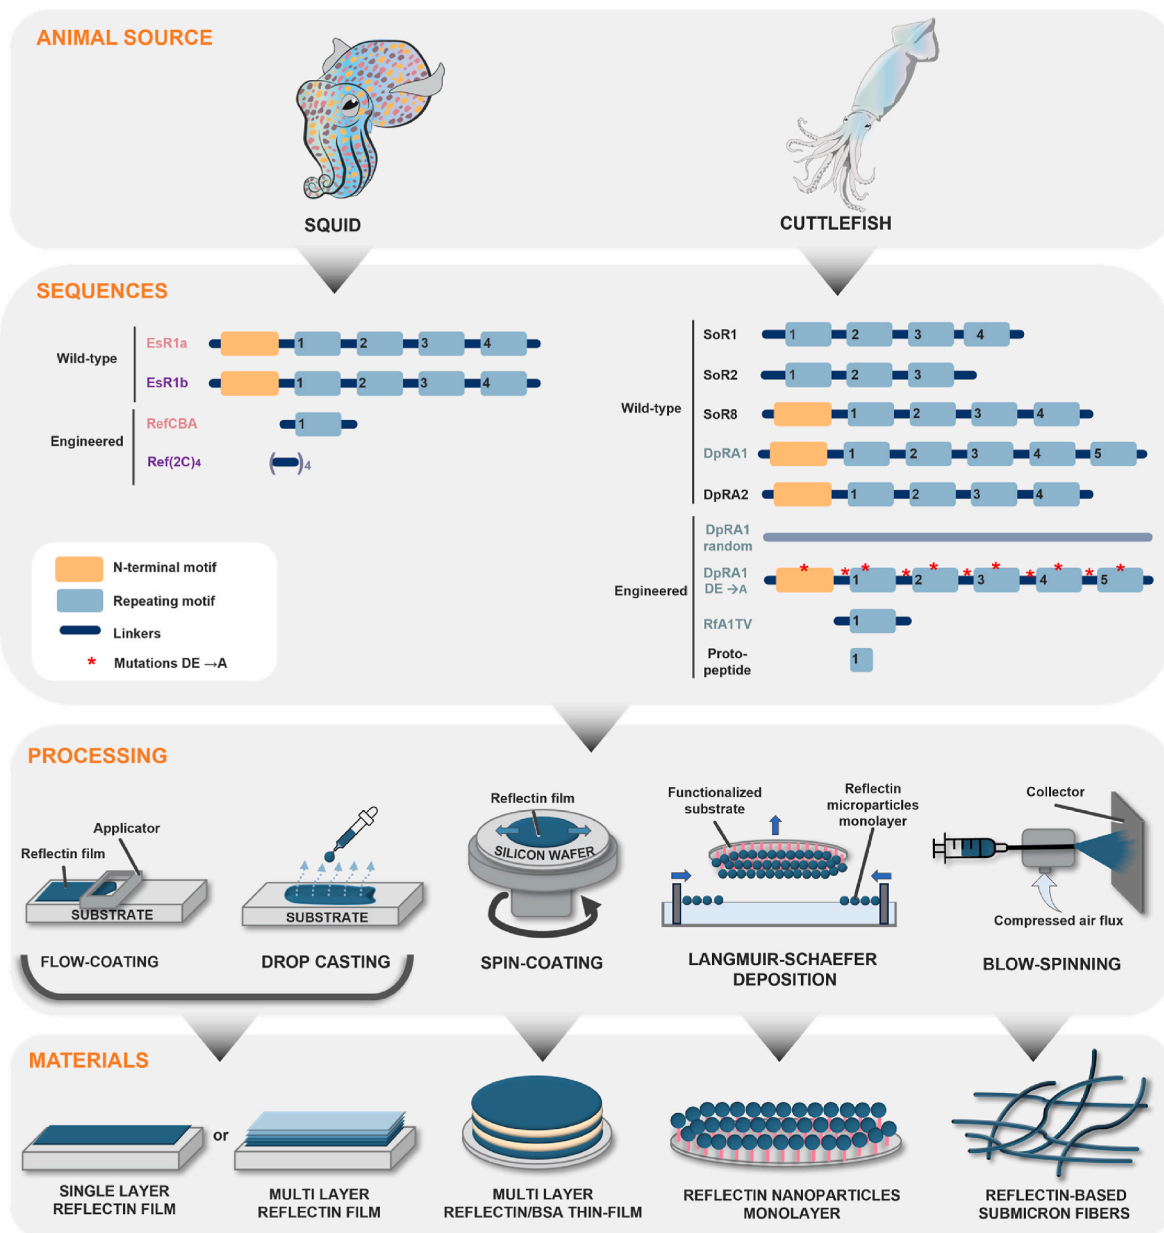 ANIMAL SOURCE
SQUID
CUTTLEFISH
SEQUENCES
Wild-type
EsR1a
1 2 3 4
EsR1b
1 2 3 4
Engineered
RefCBA
1
Ref(2C)4
( )4
N-terminal motif
Repeating motif
Linkers
* Mutations DE →A
Wild-type
SoR1
1 2 3 4
SoR2
1 2 3
SoR8
1 2 3 4
DpRA1
1 2 3 4 5
DpRA2
1 2 3 4
Engineered
DpRA1
random
DpRA1
DE →A
* * * * * * * * * * *
1 2 3 4 5
RfA1TV
1
Proto-
peptide
1
PROCESSING
Reflectin film
Applicator
SUBSTRATE
FLOW-COATING
SUBSTRATE
DROP CASTING
Reflection film
SILICON WAFER
SPIN-COATING
Functionalized
substrate
Reflectin
microparticles
monolayer
LANGMUIR-SCHAEFER
DEPOSITION
Collector
Compressed air flux
BLOW-SPINNING
MATERIALS
or
SINGLE LAYER
REFLECTIN FILM
MULTI LAYER
REFLECTIN FILM
MULTI LAYER
REFLECTIN/BSA THIN-FILM
REFLECTIN NANOPARTICLES
MONOLAYER
REFLECTIN-BASED
SUBMICRON FIBERS